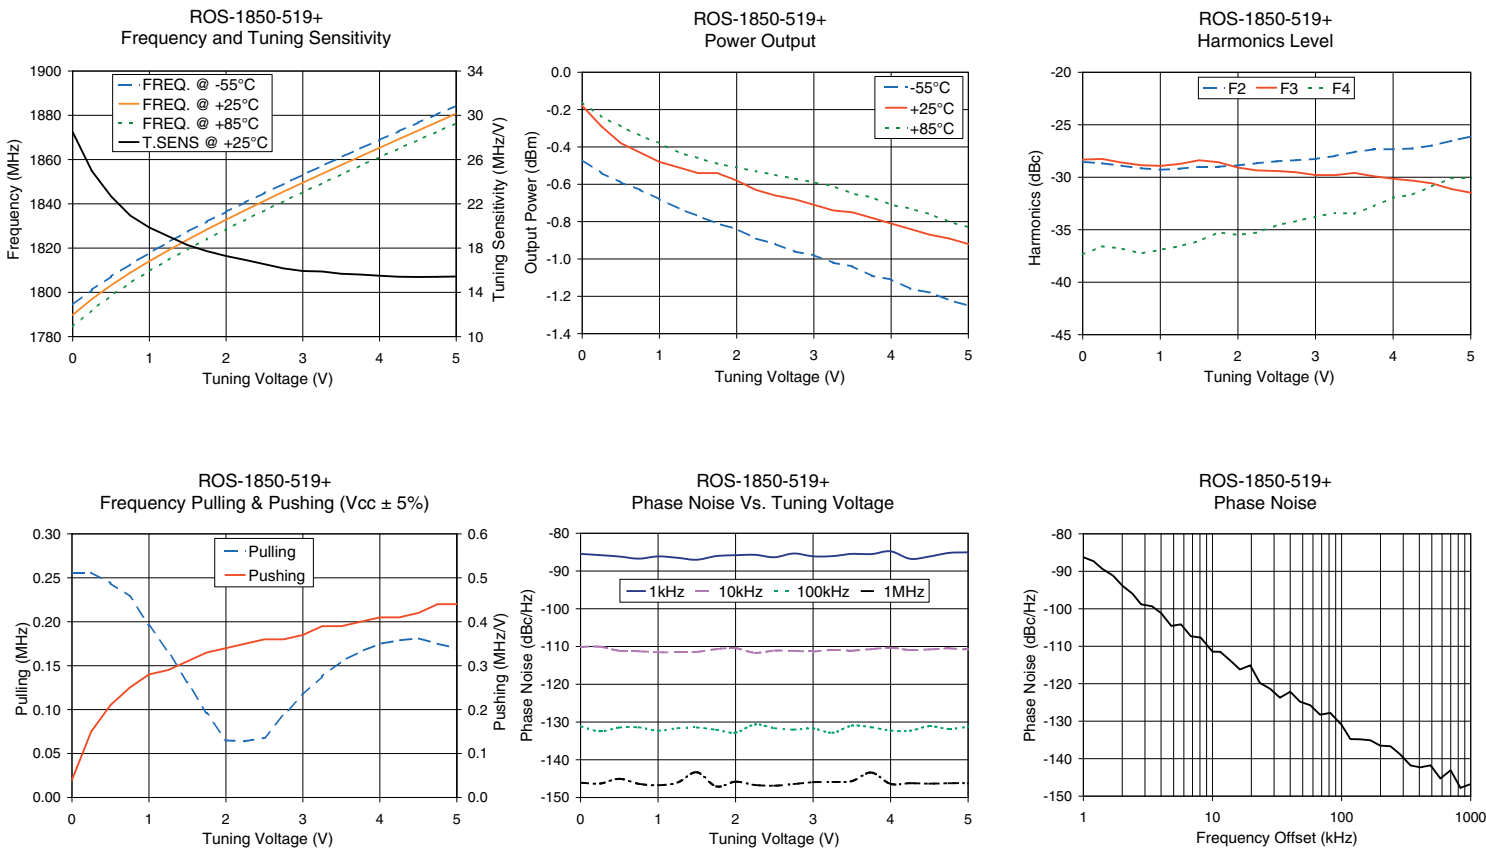 ROS-1850-519+
Frequency and Tuning Sensitivity
1900
1880
1860
1840
1820
1800
1780
Frequency (MHz)
FREQ. @ -55°C
FREQ. @ +25°C
FREQ. @ +85°C
T.SENS @ +25°C
34
30
26
22
18
14
10
Tuning Sensitivity (MHz/V)
0 1 2 3 4 5
Tuning Voltage (V)
ROS-1850-519+
Power Output
0.0
-0.2
-0.4
-0.6
-0.8
-1.0
-1.2
-1.4
Output Power (dBm)
-55°C
+25°C
+85°C
0 1 2 3 4 5
Tuning Voltage (V)
ROS-1850-519+
Harmonics Level
-20
-25
-30
-35
-40
-45
Harmonics (dBc)
F2 F3 F4
0 1 2 3 4 5
Tuning Voltage (V)
ROS-1850-519+
Frequency Pulling & Pushing (Vcc ± 5%)
0.30
0.25
0.20
0.15
0.10
0.05
0.00
Pulling (MHz)
Pulling
Pushing
0.6
0.5
0.4
0.3
0.2
0.1
0.0
Pushing (MHz/V)
0 1 2 3 4 5
Tuning Voltage (V)
ROS-1850-519+
Phase Noise Vs. Tuning Voltage
-80
-90
-100
-110
-120
-130
-140
-150
Phase Noise (dBc/Hz)
1kHz 10kHz 100kHz 1MHz
0 1 2 3 4 5
Tuning Voltage (V)
ROS-1850-519+
Phase Noise
-80
-90
-100
-110
-120
-130
-140
-150
Phase Noise (dBc/Hz)
1 10 100 1000
Frequency Offset (kHz)